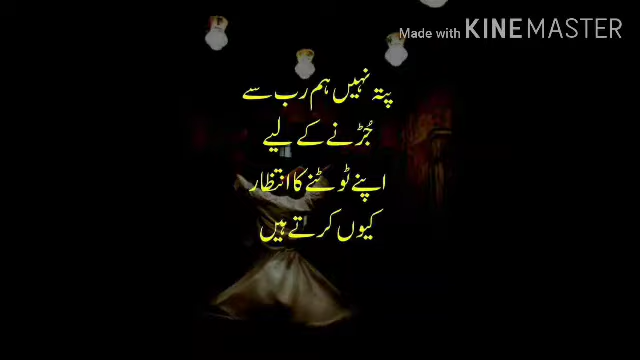 Made with KINEMASTER
پتہ نہیں ہم رب سے
جُڑنے کے لیے
اپنے ٹوٹنے کا انتظار
کیوں کرتے ہیں